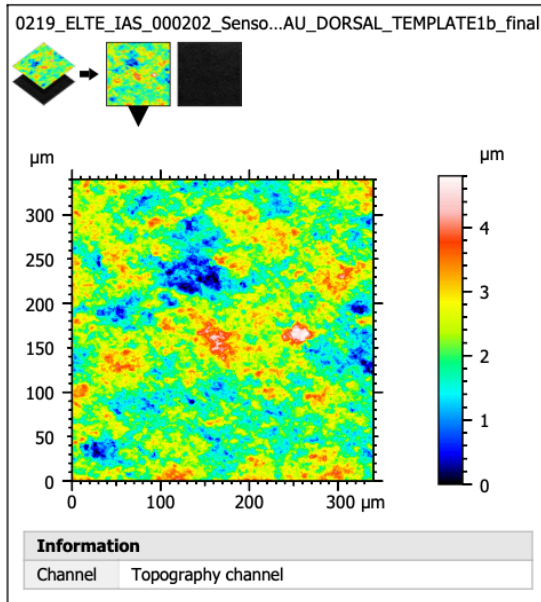 0219_ELTE_IAS_000202_Senso...AU_DORSAL_TEMPLATE1b_final
µm
µm
300
250
200
150
100
50
0
0
100
200
300 µm
4
3
2
1
0
Information
Channel Topography channel